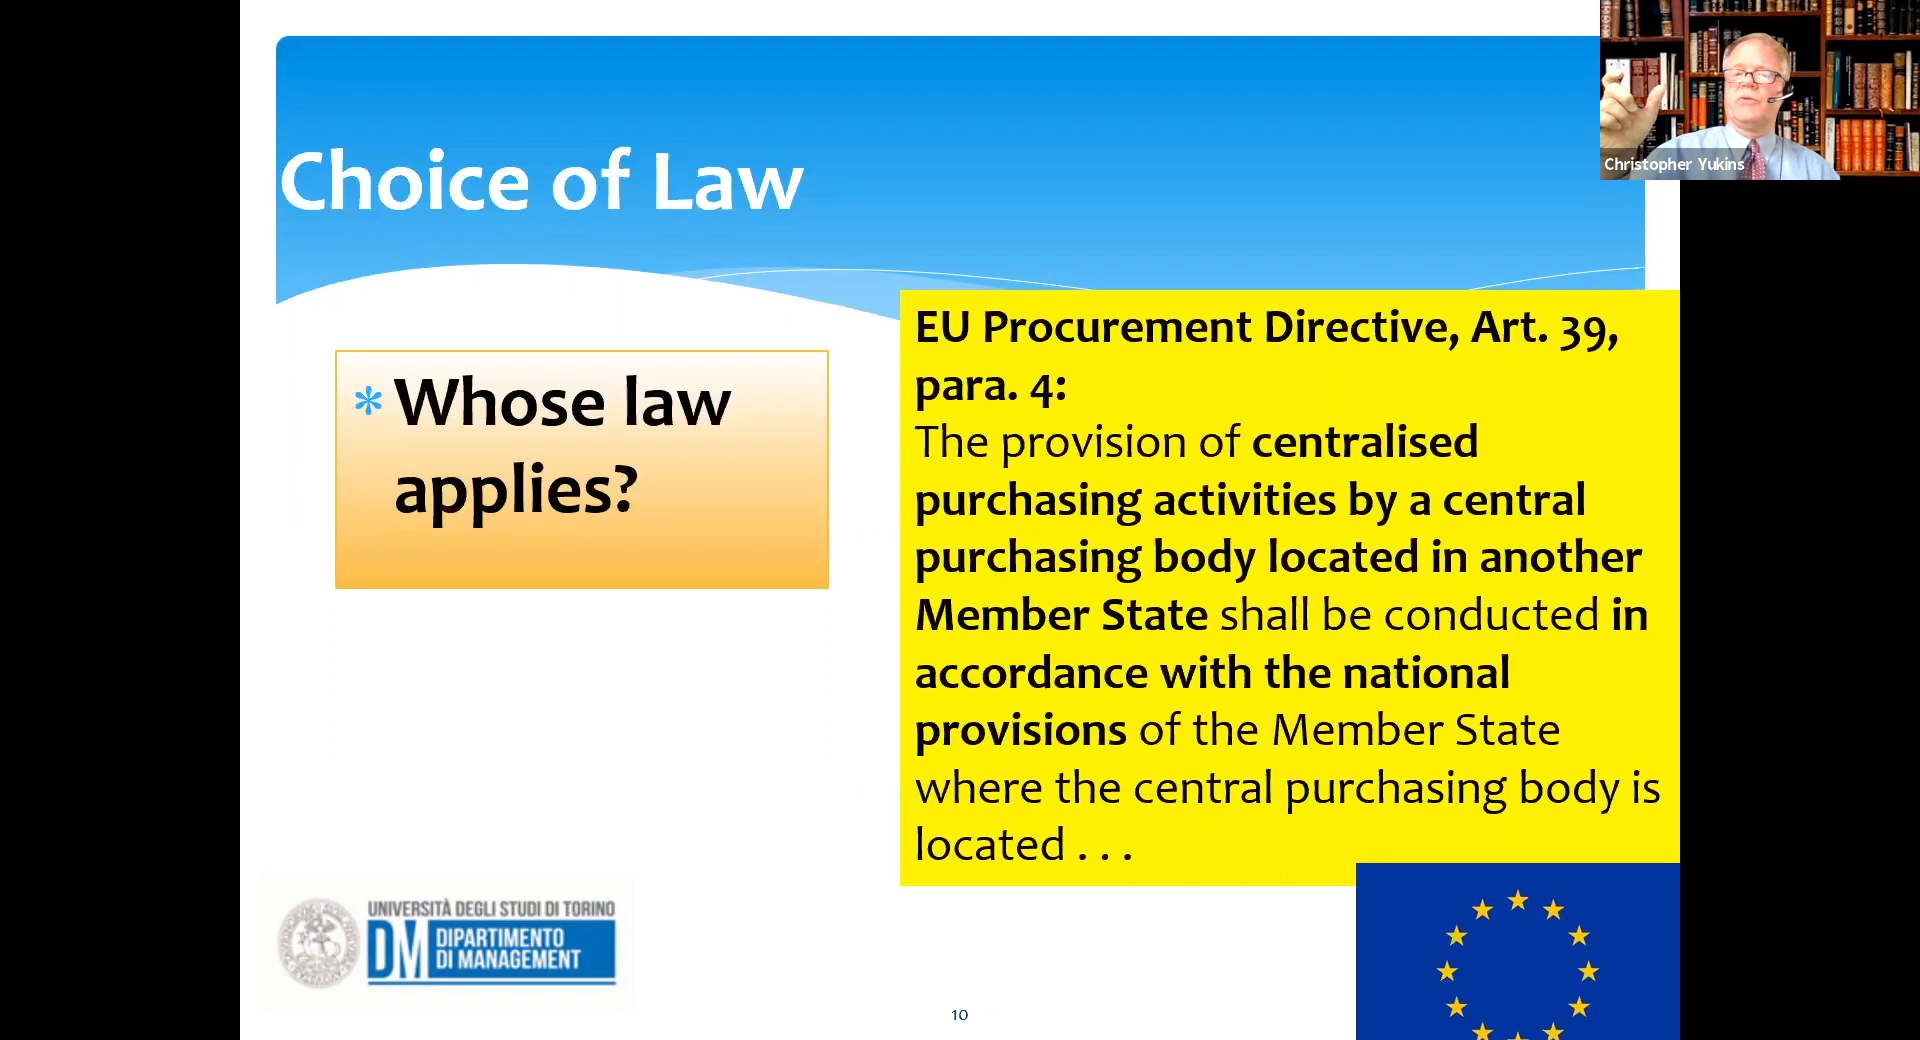 Christopher Yukins
Choice of Law
* Whose law
applies?
EU Procurement Directive, Art. 39,
para. 4:
The provision of centralised
purchasing activities by a central
purchasing body located in another
Member State shall be conducted in
accordance with the national
provisions of the Member State
where the central purchasing body is
located . . .
UNIVERSITÀ DEGLI STUDI DI TORINO
DM DIPARTIMENTO
DI MANAGEMENT
10